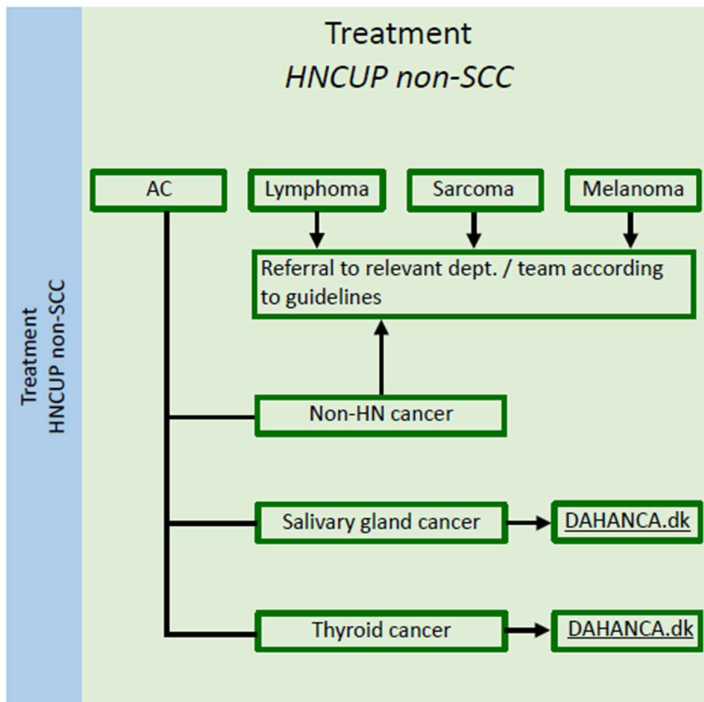 Treatment
HNCUP non-SCC
Treatment
HNCUP non-SCC
AC
Lymphoma
Sarcoma
Melanoma
Referral to relevant dept. / team according
to guidelines
Non-HN cancer
Salivary gland cancer
DAHANCA.dk
Thyroid cancer
DAHANCA.dk